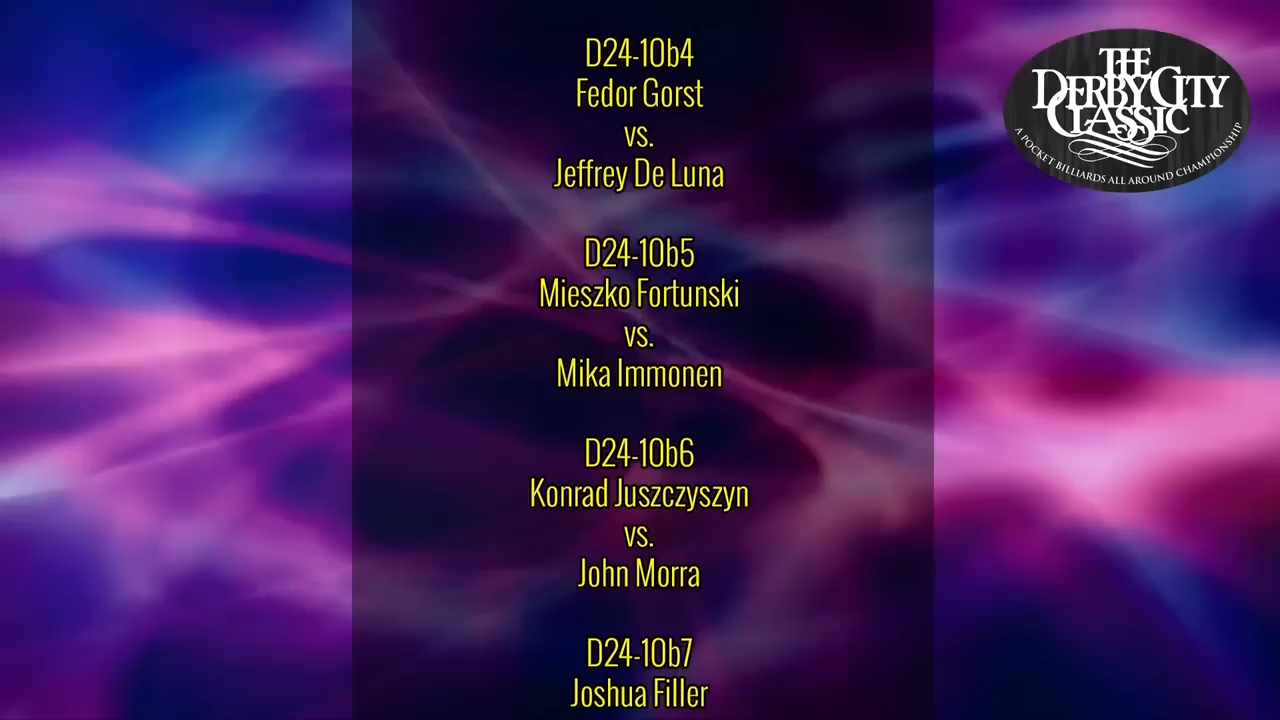 D24-10b4
Fedor Gorst
vs.
Jeffrey De Luna
D24-10b5
Mieszko Fortunski
vs.
Mika Immonen
D24-10b6
Konrad Juszczyszyn
vs.
John Morra
D24-10b7
Joshua Filler
THE
DERBY CITY
CLASSIC
A POCKET BILLIARDS ALL AROUND CHAMPIONSHIP